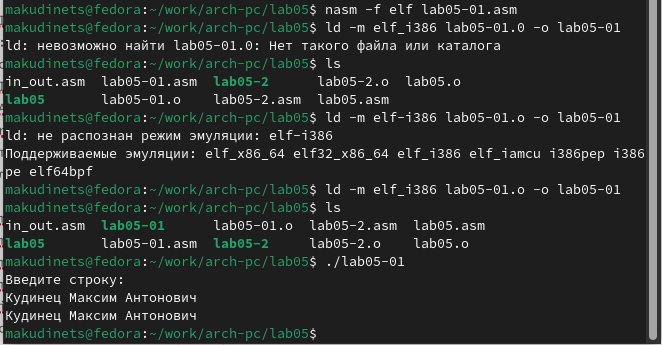 makudinets@fedora:~/work/arch-pc/lab05$ nasm -f elf lab05-01.asm
makudinets@fedora:~/work/arch-pc/lab05$ ld -m elf_i386 lab05-01.0 -o lab05-01
ld: невозможно найти lab05-01.0: Нет такого файла или каталога
makudinets@fedora:~/work/arch-pc/lab05$ ls
in_out.asm lab05-01.asm lab05-2 lab05-2.o lab05.o
lab05 lab05-01.o lab05-2.asm lab05.asm
makudinets@fedora:~/work/arch-pc/lab05$ ld -m elf-i386 lab05-01.o -o lab05-01
ld: не распознан режим эмуляции: elf-i386
Поддерживаемые эмуляции: elf_x86_64 elf32_x86_64 elf_i386 elf_iamcu i386pep i386
pe elf64bpf
makudinets@fedora:~/work/arch-pc/lab05$ ld -m elf_i386 lab05-01.o -o lab05-01
makudinets@fedora:~/work/arch-pc/lab05$ ls
in_out.asm lab05-01 lab05-01.o lab05-2.asm lab05.asm
lab05 lab05-01.asm lab05-2 lab05-2.o lab05.o
makudinets@fedora:~/work/arch-pc/lab05$ ./lab05-01
Введите строку:
Кудинец Максим Антонович
Кудинец Максим Антонович
makudinets@fedora:~/work/arch-pc/lab05$